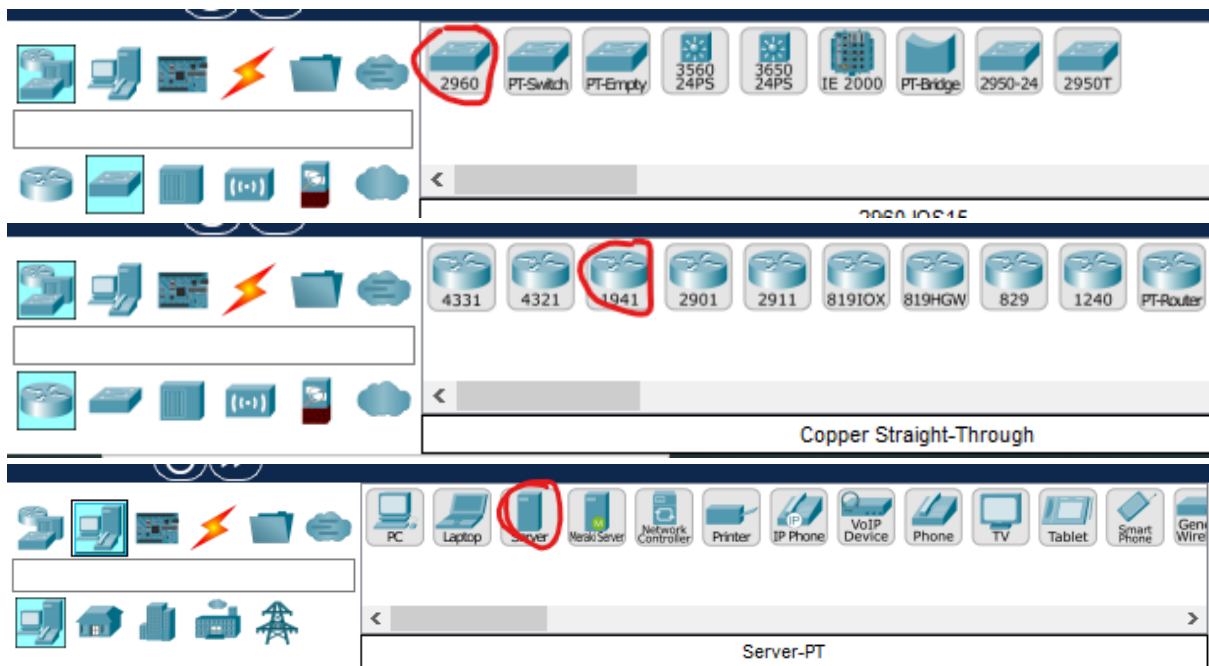 2960 PT-Switch PT-Empty 3560 24PS 3650 24PS IE 2000 PT-Bridge 2950-24 2950T
2960 IOS15
4331 4321 1941 2901 2911 819IOX 819HGW 829 1240 PT-Router
Copper Straight-Through
PC Laptop Server Meraki Server Network Controller Printer IP Phone VoIP Device Phone TV Tablet Smart Phone
Server-PT